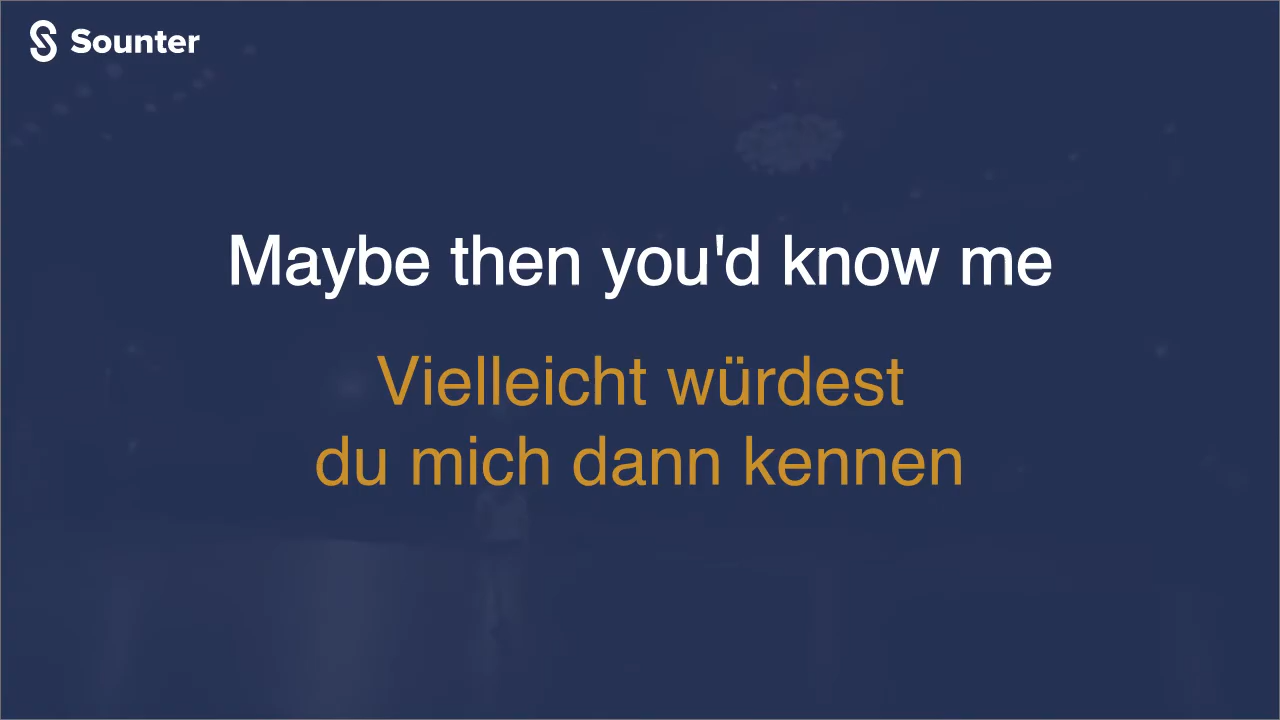 Sounter
Maybe then you'd know me
Vielleicht würdest
du mich dann kennen